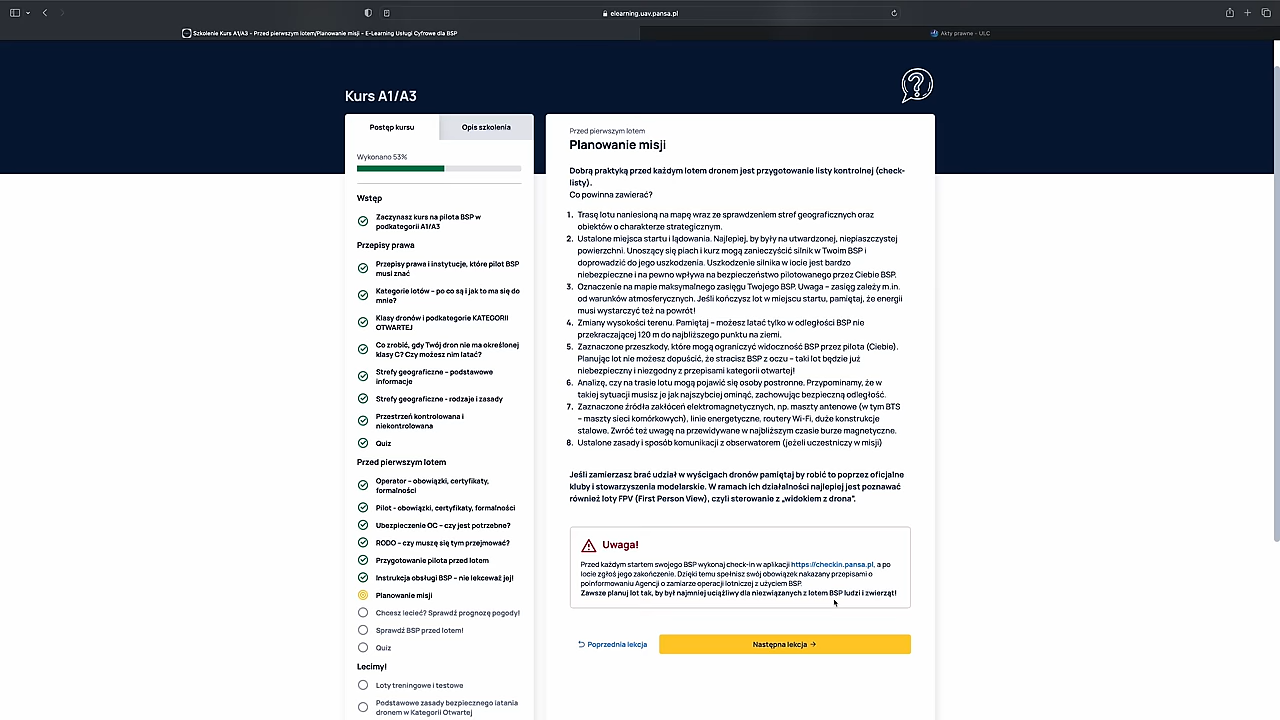 elearning.uav.pansa.pl
Szkolenie Kurs A1/A3 – Przed pierwszym lotem/Planowanie misji – E-Learning Usługi Cyfrowe dla BSP
Akty prawne – ULC
Kurs A1/A3
Postęp kursu
Opis szkolenia
Wykonano 53%
Wstęp
Zaczynasz kurs na pilota BSP w
podkategorii A1/A3
Przepisy prawa
Przepisy prawa i instytucje, które pilot BSP
musi znać
Kategorie lotów – po co są i jak to ma się do
mnie?
Klasy dronów i podkategorie KATEGORII
OTWARTEJ
Co zrobić, gdy Twój dron nie ma określonej
klasy C? Czy możesz nim latać?
Strefy geograficzne – podstawowe
informacje
Strefy geograficzne - rodzaje i zasady
Przestrzeń kontrolowana i
niekontrolowana
Quiz
Przed pierwszym lotem
Operator – obowiązki, certyfikaty,
formalności
Pilot - obowiązki, certyfikaty, formalności
Ubezpieczenie OC – czy jest potrzebne?
RODO – czy muszę się tym przejmować?
Przygotowanie pilota przed lotem
Instrukcja obsługi BSP – nie lekceważ jej!
Planowanie misji
Chcesz lecieć? Sprawdź prognozę pogody!
Sprawdź BSP przed lotem!
Quiz
Lecimy!
Loty treningowe i testowe
Podstawowe zasady bezpiecznego latania
dronem w Kategorii Otwartej
Przed pierwszym lotem
Planowanie misji
Dobrą praktyką przed każdym lotem dronem jest przygotowanie listy kontrolnej (check-
listy).
Co powinna zawierać?
1. Trasę lotu naniesioną na mapę wraz ze sprawdzeniem stref geograficznych oraz
obiektów o charakterze strategicznym.
2. Ustalone miejsca startu i lądowania. Najlepiej, by były na utwardzonej, niepiaszczystej
powierzchni. Unoszący się piach i kurz mogą zanieczyścić silnik w Twoim BSP i
doprowadzić do jego uszkodzenia. Uszkodzenie silnika w locie jest bardzo
niebezpieczne i na pewno wpływa na bezpieczeństwo pilotowanego przez Ciebie BSP.
3. Oznaczenie na mapie maksymalnego zasięgu Twojego BSP. Uwaga – zasięg zależy m.in.
od warunków atmosferycznych. Jeśli kończysz lot w miejscu startu, pamiętaj, że energii
musi wystarczyć też na powrót!
4. Zmiany wysokości terenu. Pamiętaj – możesz latać tylko w odległości BSP nie
przekraczającej 120 m do najbliższego punktu na ziemi.
5. Zaznaczone przeszkody, które mogą ograniczyć widoczność BSP przez pilota (Ciebie).
Planując lot nie możesz dopuścić, że stracisz BSP z oczu – taki lot będzie już
niebezpieczny i niezgodny z przepisami kategorii otwartej!
6. Analizę, czy na trasie lotu mogą pojawić się osoby postronne. Przypominamy, że w
takiej sytuacji musisz je jak najszybciej ominąć, zachowując bezpieczną odległość.
7. Zaznaczone źródła zakłóceń elektromagnetycznych, np. maszty antenowe (w tym BTS
– maszty sieci komórkowych), linie energetyczne, routery Wi-Fi, duże konstrukcje
stalowe. Zwróć też uwagę na przewidywane w najbliższym czasie burze magnetyczne.
8. Ustalone zasady i sposób komunikacji z obserwatorem (jeżeli uczestniczy w misji)
Jeśli zamierzasz brać udział w wyścigach dronów pamiętaj by robić to poprzez oficjalne
kluby i stowarzyszenia modelarskie. W ramach ich działalności najlepiej jest poznawać
również loty FPV (First Person View), czyli sterowanie z „widokiem z drona”.
Uwaga!
Przed każdym startem swojego BSP wykonaj check-in w aplikacji https://checkin.pansa.pl, a po
locie zgłoś jego zakończenie. Dzięki temu spełnisz swój obowiązek nakazany przepisami o
poinformowaniu Agencji o zamiarze operacji lotniczej z użyciem BSP.
Zawsze planuj lot tak, by był najmniej uciążliwy dla niezwiązanych z lotem BSP ludzi i zwierząt!
Poprzednia lekcja
Następna lekcja →